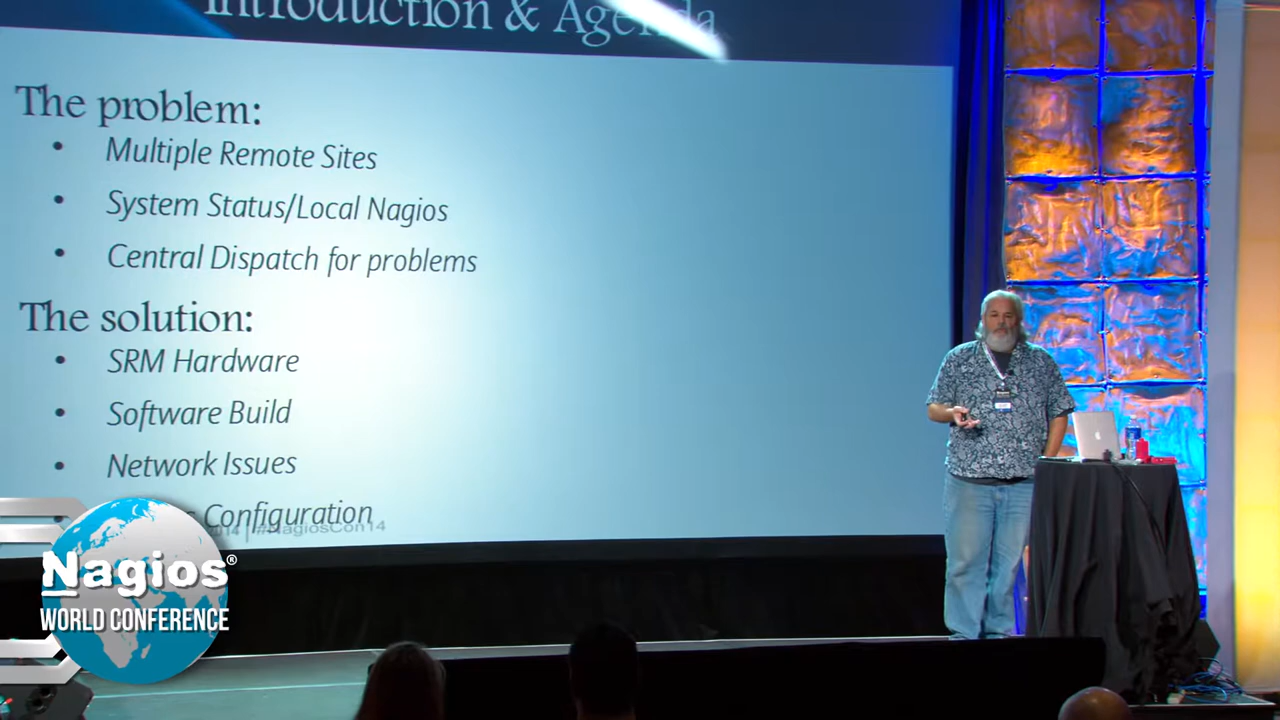 Introduction & Agenda
The problem:
• Multiple Remote Sites
• System Status/Local Nagios
• Central Dispatch for problems
The solution:
• SRM Hardware
• Software Build
• Network Issues
Configuration
#NagiosCon14
Nagios®
WORLD CONFERENCE